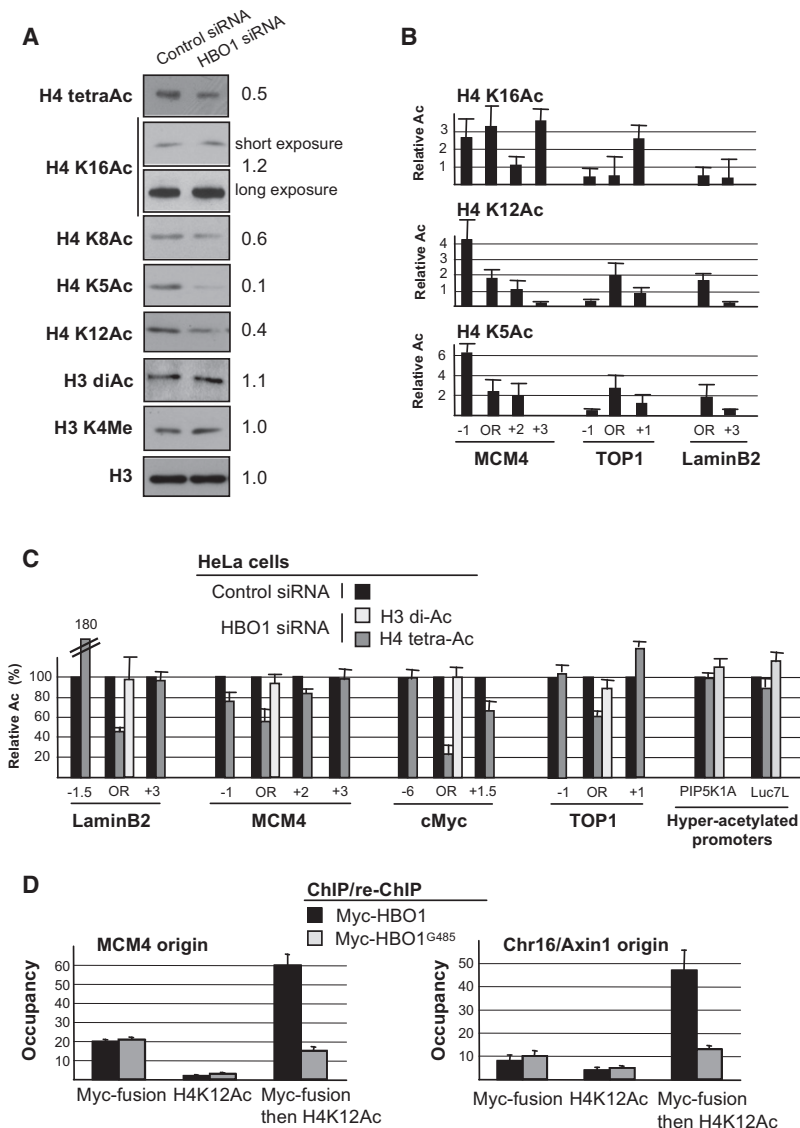 A
Control siRNA
HBO1 siRNA
H4 tetraAc
0.5
H4 K16Ac
short exposure
1.2
long exposure
H4 K8Ac
0.6
H4 K5Ac
0.1
H4 K12Ac
0.4
H3 diAc
1.1
H3 K4Me
1.0
H3
1.0
B
H4 K16Ac
Relative Ac
3
2
1
H4 K12Ac
Relative Ac
4
3
2
1
H4 K5Ac
Relative Ac
6
4
2
-1 OR +2 +3 -1 OR +1 OR +3
MCM4 TOP1 LaminB2
C
HeLa cells
Control siRNA
HBO1 siRNA
H3 di-Ac
H4 tetra-Ac
180
Relative Ac (%)
100
80
60
40
20
-1.5 OR +3 -1 OR +2 +3 -6 OR +1.5 -1 OR +1 PIP5K1A Luc7L
LaminB2 MCM4 cMyc TOP1 Hyper-acetylated
promoters
D
ChIP/re-ChIP
Myc-HBO1
Myc-HBO1G485
MCM4 origin
Occupancy
60
50
40
30
20
10
Myc-fusion H4K12Ac Myc-fusion
then H4K12Ac
Chr16/Axin1 origin
Occupancy
50
40
30
20
10
Myc-fusion H4K12Ac Myc-fusion
then H4K12Ac